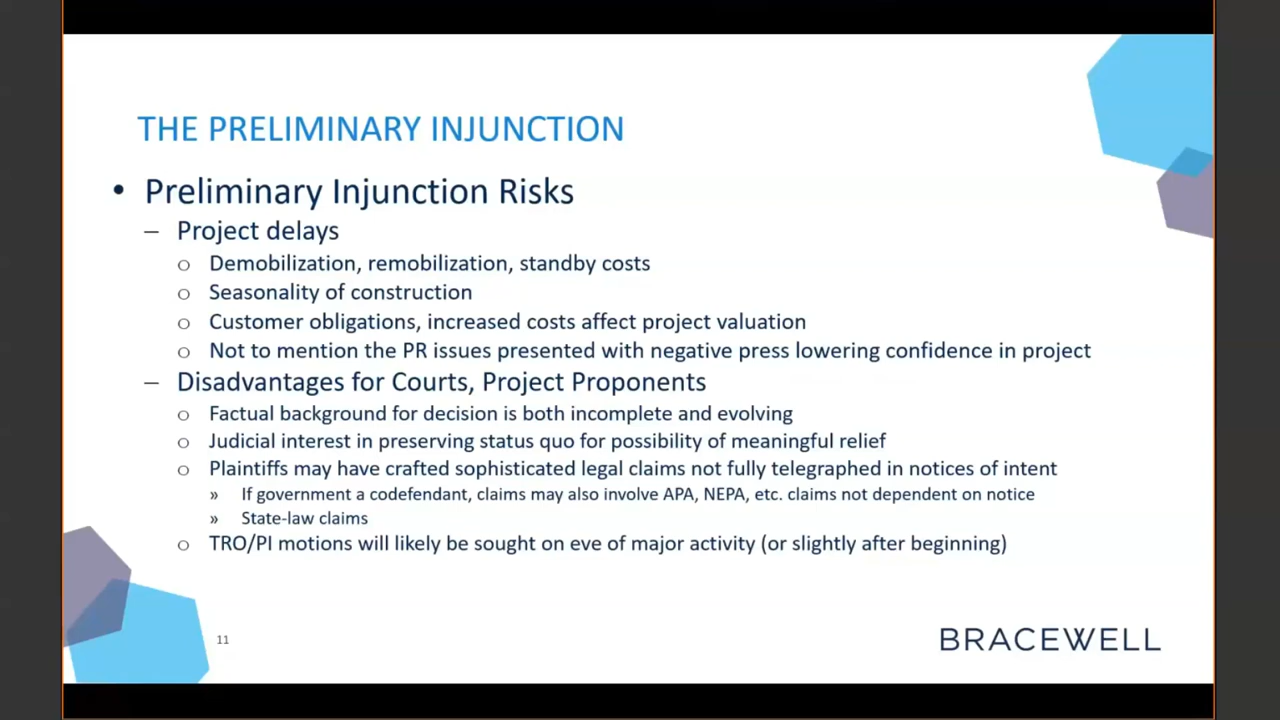 THE PRELIMINARY INJUNCTION
• Preliminary Injunction Risks
– Project delays
o Demobilization, remobilization, standby costs
o Seasonality of construction
o Customer obligations, increased costs affect project valuation
o Not to mention the PR issues presented with negative press lowering confidence in project
– Disadvantages for Courts, Project Proponents
o Factual background for decision is both incomplete and evolving
o Judicial interest in preserving status quo for possibility of meaningful relief
o Plaintiffs may have crafted sophisticated legal claims not fully telegraphed in notices of intent
» If government a codefendant, claims may also involve APA, NEPA, etc. claims not dependent on notice
» State-law claims
o TRO/PI motions will likely be sought on eve of major activity (or slightly after beginning)
11
BRACEWELL